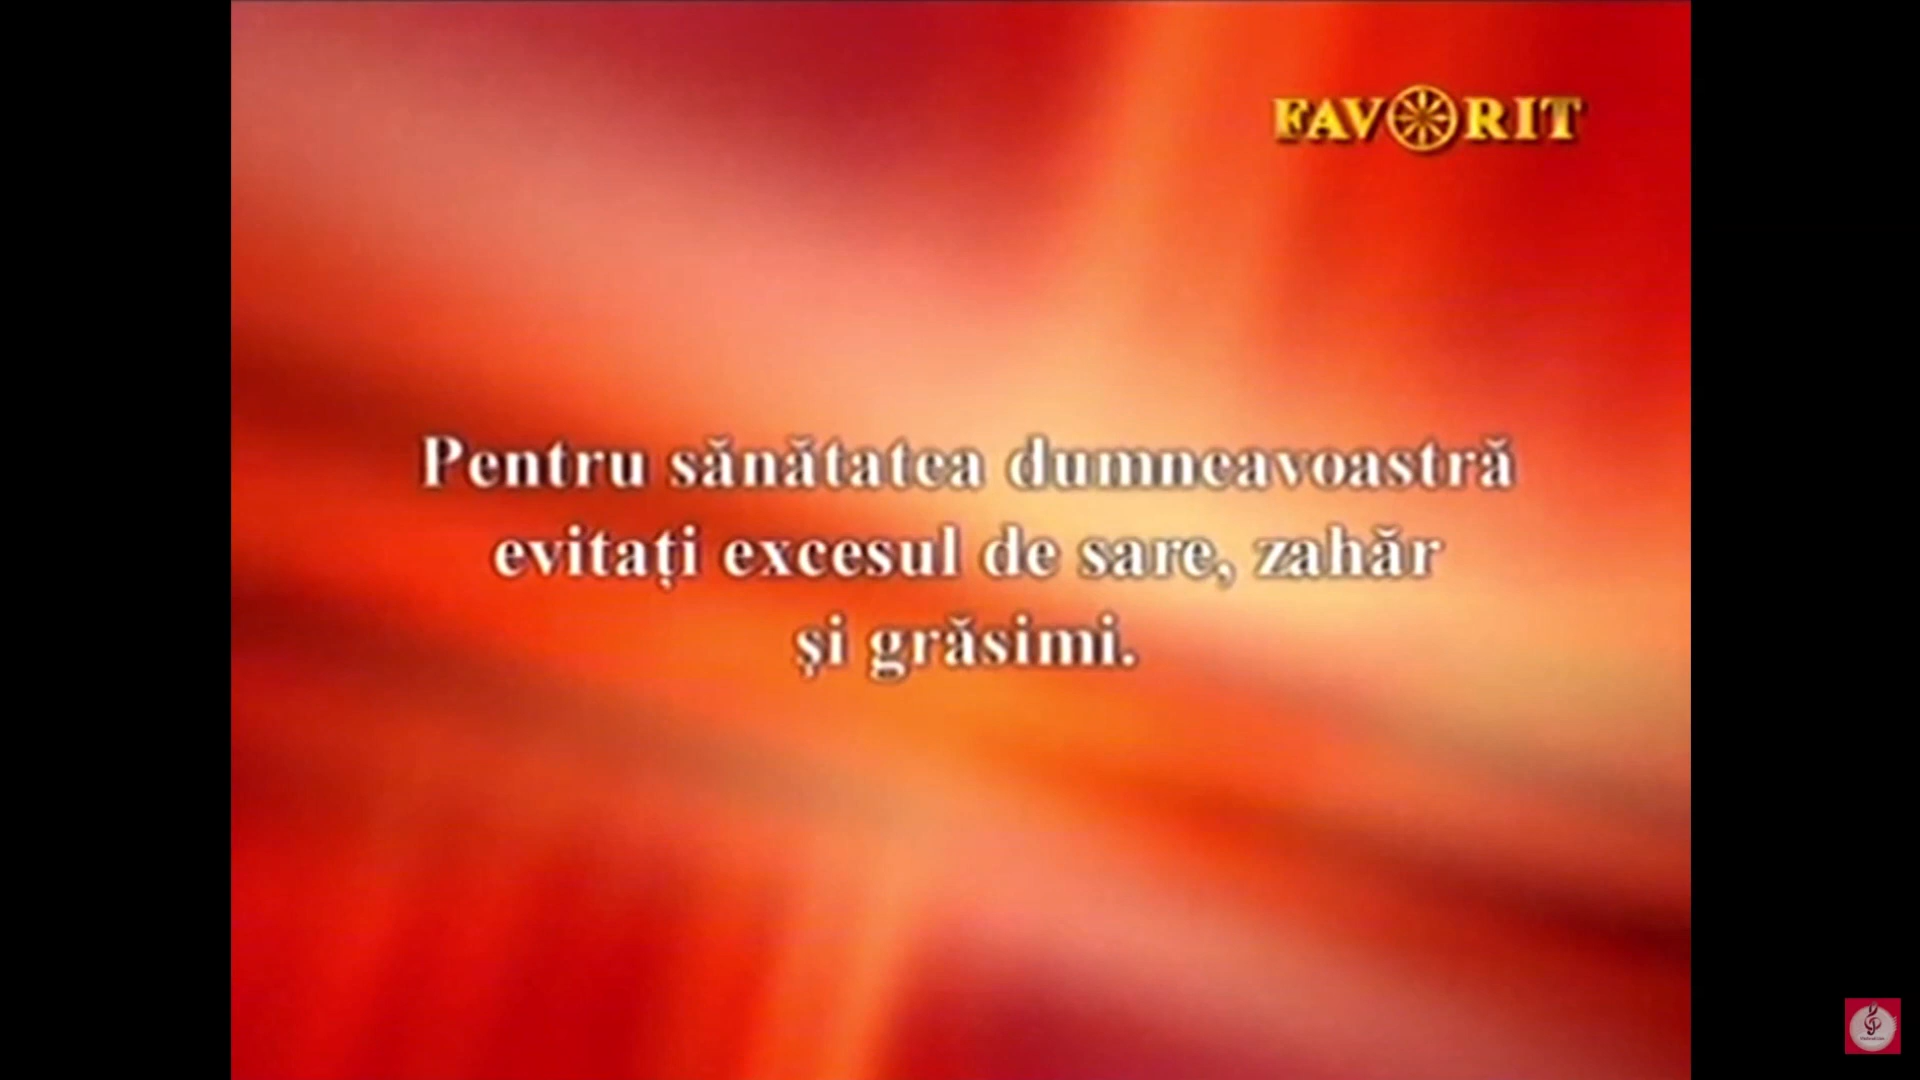 FAVORIT
Pentru sănătatea dumneavoastră
evitați excesul de sare, zahăr
și grăsimi.